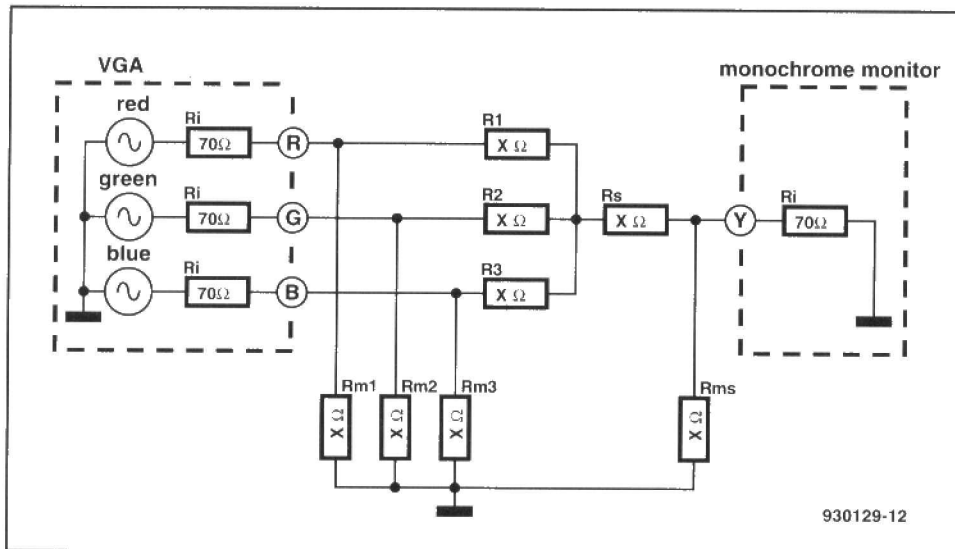 VGA
monochrome monitor
red
Ri
70Ω
R
R1
X Ω
green
Ri
70Ω
G
R2
X Ω
Rs
X Ω
Y
Ri
70Ω
blue
Ri
70Ω
B
R3
X Ω
Rm1
X Ω
Rm2
X Ω
Rm3
X Ω
Rms
X Ω
930129-12